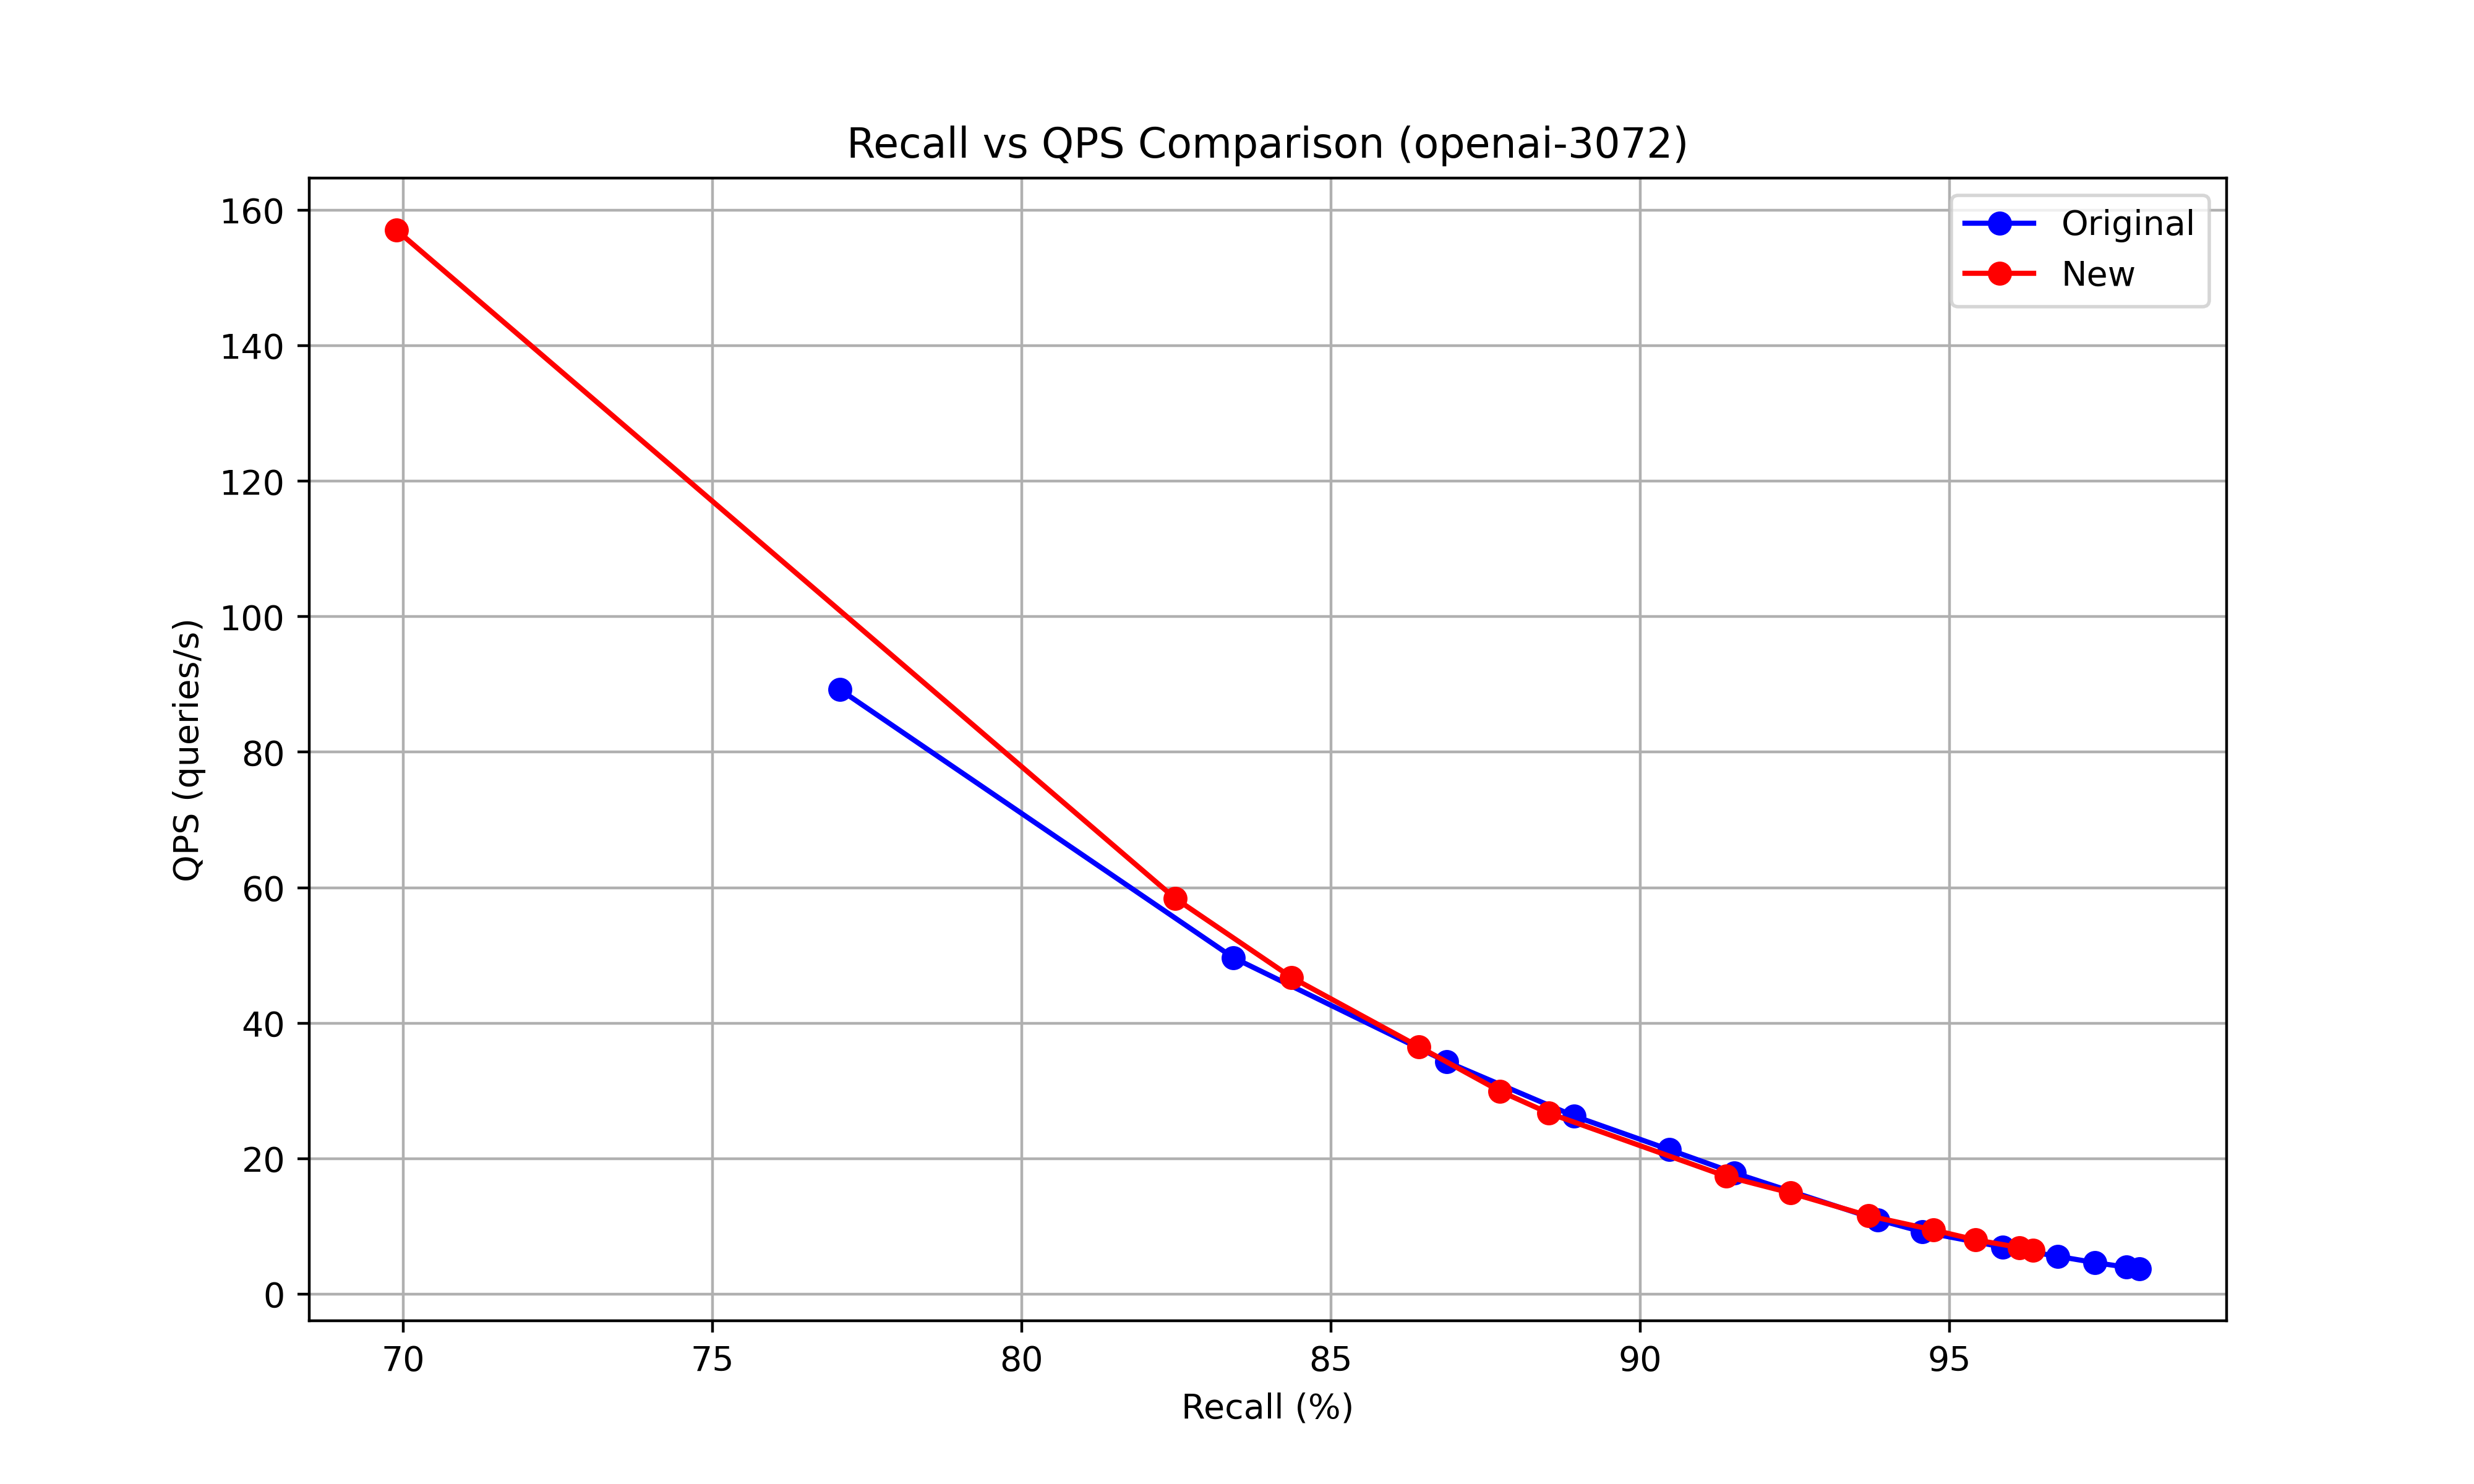 Recall vs QPS Comparison (openai-3072)
Original
New
160
140
120
100
80
60
40
20
0
QPS (queries/s)
70 75 80 85 90 95
Recall (%)